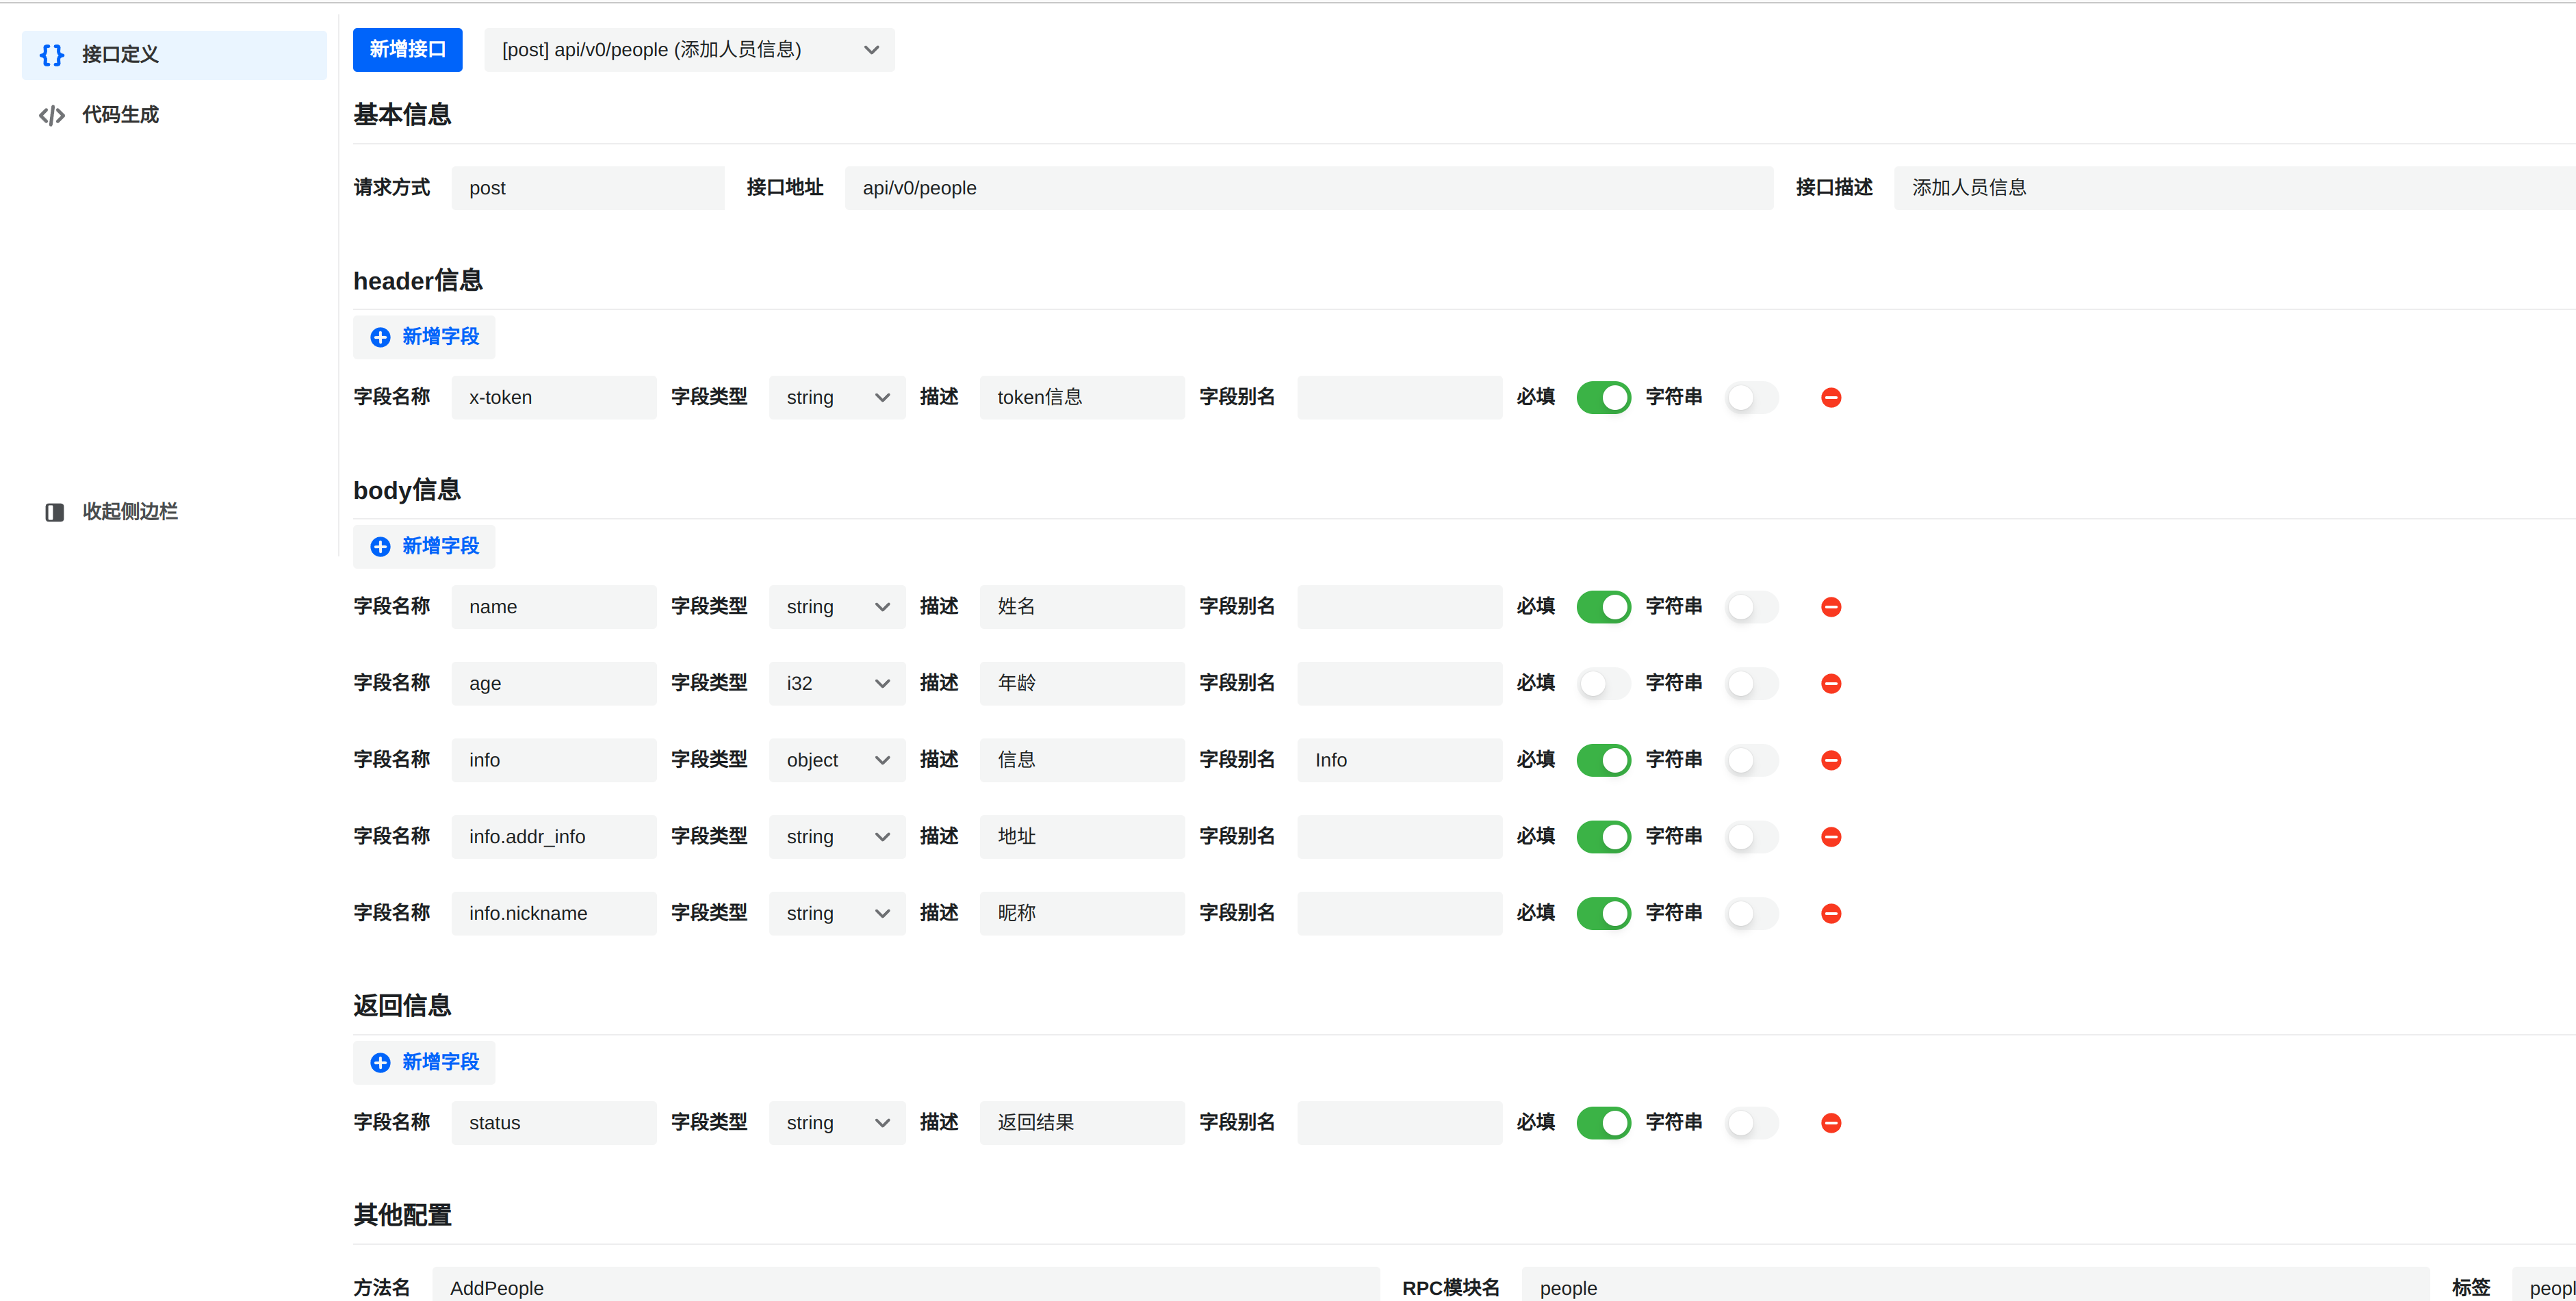 接口定义
代码生成
收起侧边栏
新增接口 [post] api/v0/people (添加人员信息)
基本信息
请求方式 post 接口地址 api/v0/people 接口描述 添加人员信息
header信息
新增字段
字段名称 x-token 字段类型 string 描述 token信息 字段别名 必填 字符串
body信息
新增字段
字段名称 name 字段类型 string 描述 姓名 字段别名 必填 字符串
字段名称 age 字段类型 i32 描述 年龄 字段别名 必填 字符串
字段名称 info 字段类型 object 描述 信息 字段别名 Info 必填 字符串
字段名称 info.addr_info 字段类型 string 描述 地址 字段别名 必填 字符串
字段名称 info.nickname 字段类型 string 描述 昵称 字段别名 必填 字符串
返回信息
新增字段
字段名称 status 字段类型 string 描述 返回结果 字段别名 必填 字符串
其他配置
方法名 AddPeople RPC模块名 people 标签